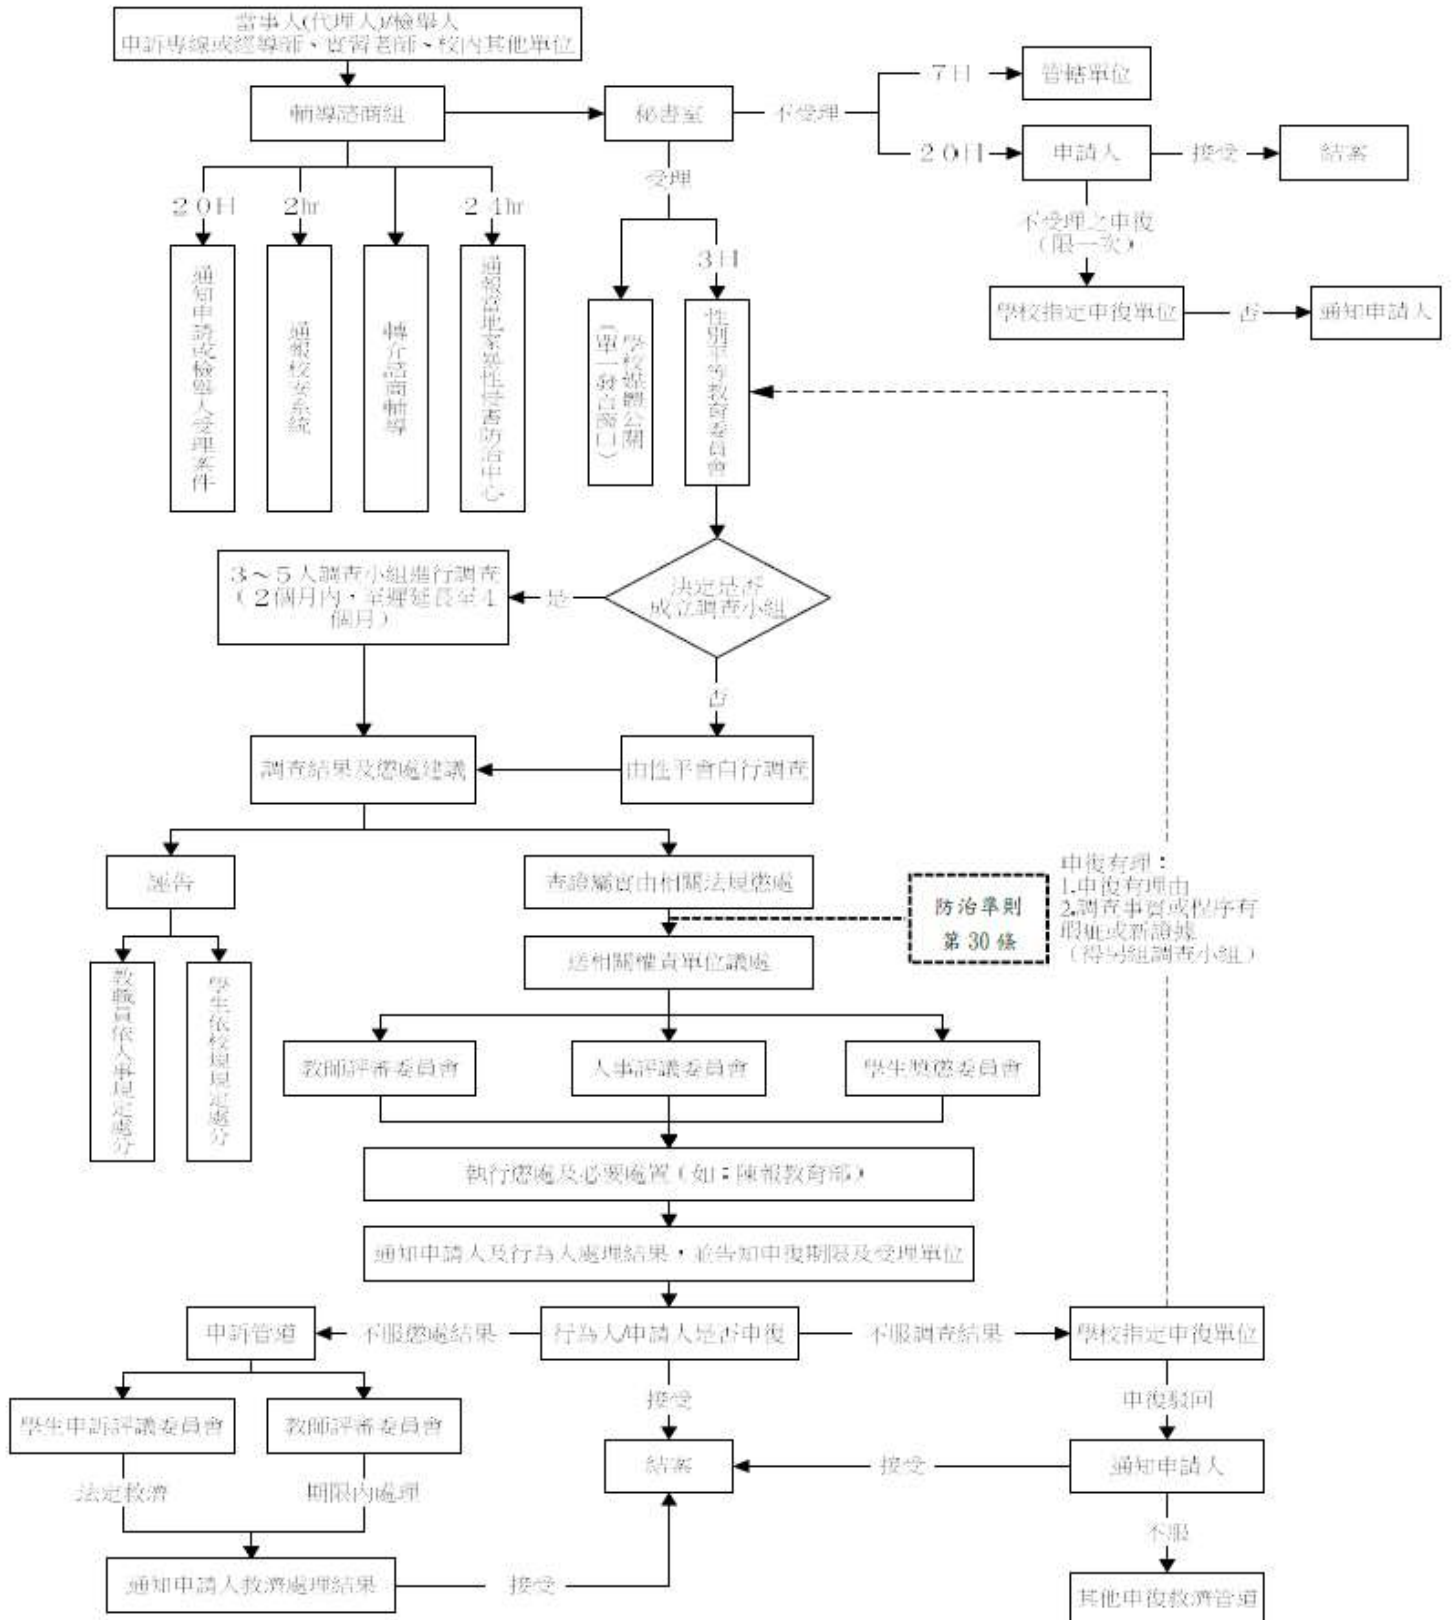 當事人(代理人)/檢舉人
申訴專線或經導師、實習老師、校內其他單位
輔導諮商組
秘書室
不受理
7日
管轄單位
20日
申請人
接受
結案
受理
不受理之申復
(限一次)
學校指定申復單位
否
通知申請人
20日
2hr
24hr
3日
通知申請或檢舉人受理案件
通報校安系統
轉介諮商輔導
通報當地家暴性侵害防治中心
學校媒體公關
(單一發言窗口)
性別平等教育委員會
決定是否
成立調查小組
是
3～5人調查小組進行調查
(2個月內，至遲延長至4
個月)
否
調查結果及懲處建議
由性平會自行調查
誣告
查證屬實由相關法規懲處
防治準則
第 30 條
申復有理：
1.申復有理由
2.調查事實或程序有
瑕疵或新證據
(得另組調查小組)
送相關權責單位議處
教職員依人事規定處分
學生依校規規定處分
教師評審委員會
人事評議委員會
學生獎懲委員會
執行懲處及必要處置(如：陳報教育部)
通知申請人及行為人處理結果，並告知申復期限及受理單位
申訴管道
不服懲處結果
行為人/申請人是否申復
不服調查結果
學校指定申復單位
接受
申復駁回
學生申訴評議委員會
教師評審委員會
結案
接受
通知申請人
法定救濟
期限內處理
不服
通知申請人救濟處理結果
接受
其他申復救濟管道